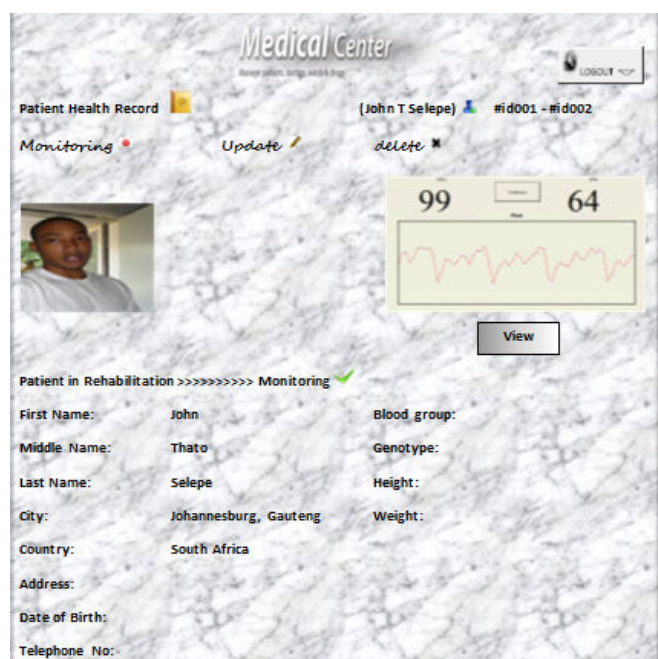 Medical Center
LOGOUT
Patient Health Record
(John T Selepe)
#id001 - #id002
Monitoring
Update
delete
99
64
View
Patient in Rehabilitation >>>>>>>>>> Monitoring
First Name: John Blood group:
Middle Name: Thato Genotype:
Last Name: Selepe Height:
City: Johannesburg, Gauteng Weight:
Country: South Africa
Address:
Date of Birth:
Telephone No: